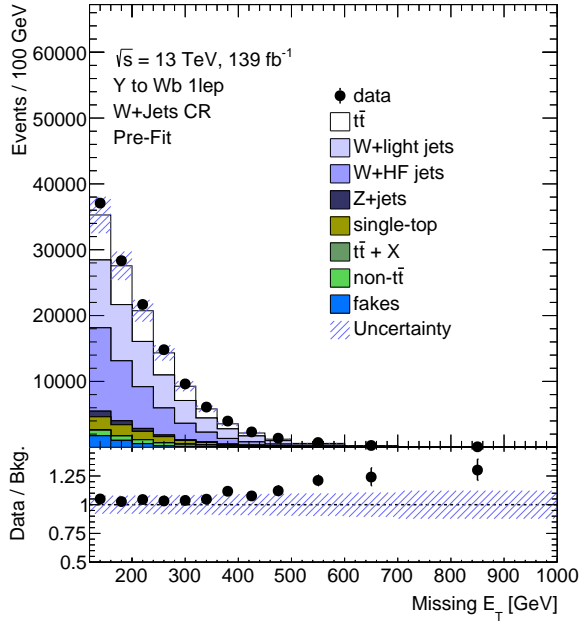 Events / 100 GeV
60000
50000
40000
30000
20000
10000
√s = 13 TeV, 139 fb⁻¹
Y to Wb 1lep
W+Jets CR
Pre-Fit
data
tt̄
W+light jets
W+HF jets
Z+jets
single-top
tt̄ + X
non-tt̄
fakes
Uncertainty
Data / Bkg.
1.25
1
0.75
0.5
200 300 400 500 600 700 800 900 1000
Missing E_T [GeV]